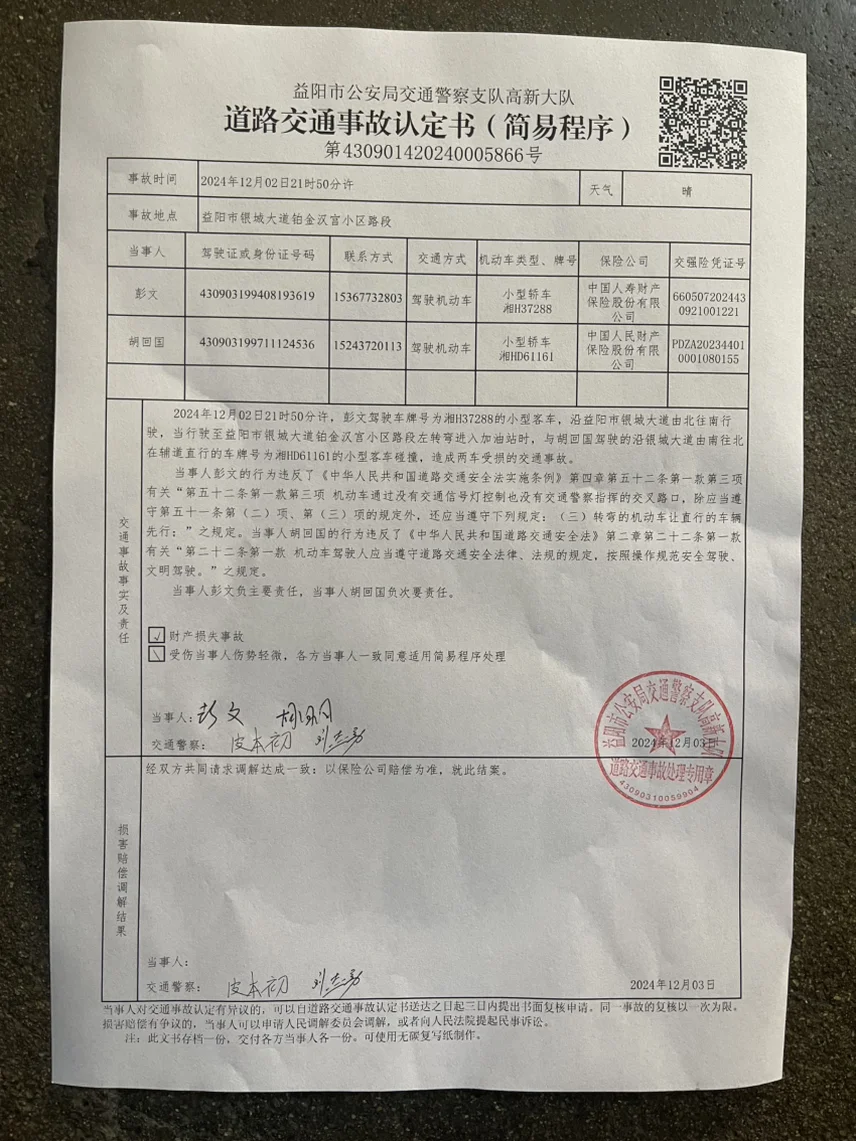 益阳市公安局交通警察支队高新大队
道路交通事故认定书（简易程序）
第430901420240005866号
事故时间 2024年12月02日21时50分许 天气 晴
事故地点 益阳市银城大道铂金汉宫小区路段
当事人 驾驶证或身份证号码 联系方式 交通方式 机动车类型、牌号 保险公司 交强险凭证号
彭文 430903199408193619 15367732803 驾驶机动车 小型轿车 湘H37288 中国人寿财产保险股份有限公司 6605072024430921001221
胡回国 430903199711124536 15243720113 驾驶机动车 小型轿车 湘HD61161 中国人民财产保险股份有限公司 PDZA202344010001080155
交通事故事实及责任
2024年12月02日21时50分许，彭文驾驶车牌号为湘H37288的小型客车，沿益阳市银城大道由北往南行
驶，当行驶至益阳市银城大道铂金汉宫小区路段左转弯进入加油站时，与胡回国驾驶的沿银城大道由南往北
在辅道直行的车牌号为湘HD61161的小型客车碰撞，造成两车受损的交通事故。
当事人彭文的行为违反了《中华人民共和国道路交通安全法实施条例》第四章第五十二条第一款第三项
有关“第五十二条第一款第三项 机动车通过没有交通信号灯控制也没有交通警察指挥的交叉路口，除应当遵
守第五十一条第（二）项、第（三）项的规定外，还应当遵守下列规定：（三）转弯的机动车让直行的车辆
先行；”之规定。当事人胡回国的行为违反了《中华人民共和国道路交通安全法》第二章第二十二条第一款
有关“第二十二条第一款 机动车驾驶人应当遵守道路交通安全法律、法规的规定，按照操作规范安全驾驶、
文明驾驶。”之规定。
当事人彭文负主要责任，当事人胡回国负次要责任。
√ 财产损失事故
\ 受伤当事人伤势轻微，各方当事人一致同意适用简易程序处理
当事人：彭文 胡回国
交通警察：皮本初 刘志勇
益阳市公安局交通警察支队高新大队
2024年12月03日
道路交通事故处理专用章
43090310059904
损害赔偿调解结果
经双方共同请求调解达成一致：以保险公司赔偿为准，就此结案。
当事人：
交通警察：皮本初 刘志勇
2024年12月03日
当事人对交通事故认定有异议的，可以自道路交通事故认定书送达之日起三日内提出书面复核申请。同一事故的复核以一次为限。
损害赔偿有争议的，当事人可以申请人民调解委员会调解，或者向人民法院提起民事诉讼。
注：此文书存档一份，交付各方当事人各一份。可使用无碳复写纸制作。